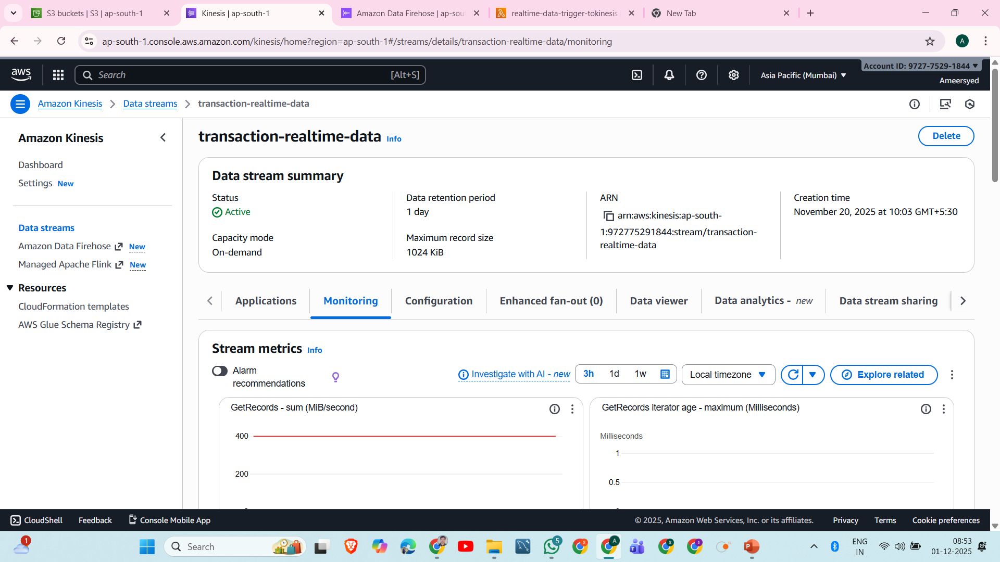 S3 buckets | S3 | ap-south-1
Kinesis | ap-south-1
Amazon Data Firehose | ap-sou
realtime-data-trigger-tokinesis
New Tab
ap-south-1.console.aws.amazon.com/kinesis/home?region=ap-south-1#/streams/details/transaction-realtime-data/monitoring
A
aws
Search
[Alt+S]
Asia Pacific (Mumbai)
Account ID: 9727-7529-1844
Ameersyed
Amazon Kinesis
Data streams
transaction-realtime-data
Amazon Kinesis
Dashboard
Settings New
Data streams
Amazon Data Firehose New
Managed Apache Flink New
Resources
CloudFormation templates
AWS Glue Schema Registry
transaction-realtime-data Info
Delete
Data stream summary
Status
Active
Capacity mode
On-demand
Data retention period
1 day
Maximum record size
1024 KiB
ARN
arn:aws:kinesis:ap-south-
1:972775291844:stream/transaction-
realtime-data
Creation time
November 20, 2025 at 10:03 GMT+5:30
Applications
Monitoring
Configuration
Enhanced fan-out (0)
Data viewer
Data analytics - new
Data stream sharing
Stream metrics Info
Alarm
recommendations
Investigate with AI - new
3h
1d
1w
Local timezone
Explore related
GetRecords - sum (MiB/second)
400
200
GetRecords iterator age - maximum (Milliseconds)
Milliseconds
1
0.5
CloudShell
Feedback
Console Mobile App
© 2025, Amazon Web Services, Inc. or its affiliates.
Privacy
Terms
Cookie preferences
1
Search
5
S
A
T
S
S
P
ENG
IN
08:53
01-12-2025